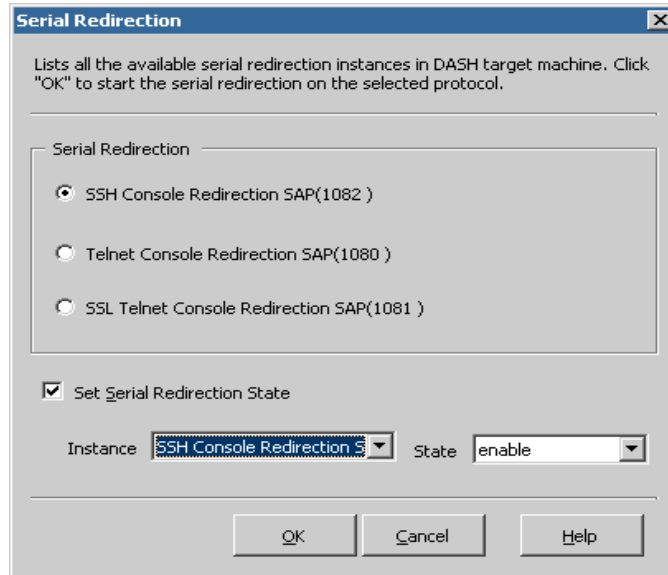 Serial Redirection
Lists all the available serial redirection instances in DASH target machine. Click
"OK" to start the serial redirection on the selected protocol.
Serial Redirection
SSH Console Redirection SAP(1082 )
Telnet Console Redirection SAP(1080 )
SSL Telnet Console Redirection SAP(1081 )
Set Serial Redirection State
Instance SSH Console Redirection S State enable
OK Cancel Help